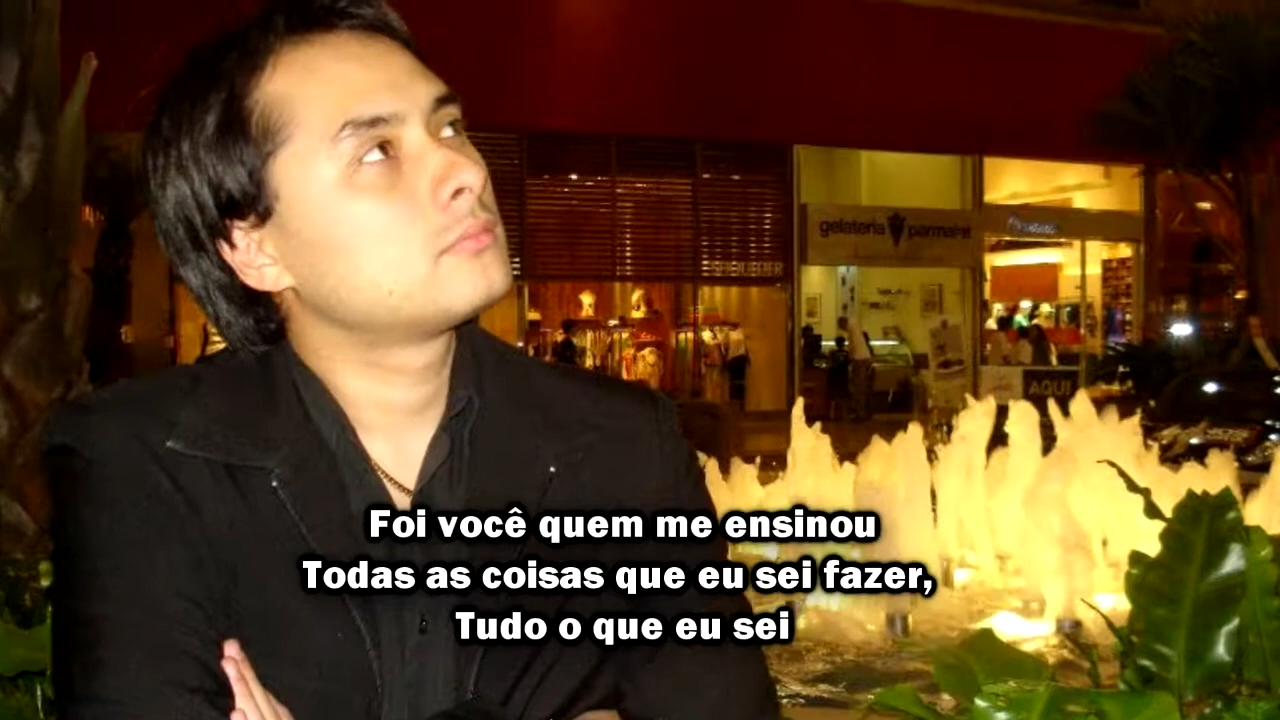 gelateria parmalat
AQUI
Foi você quem me ensinou
Todas as coisas que eu sei fazer,
Tudo o que eu sei